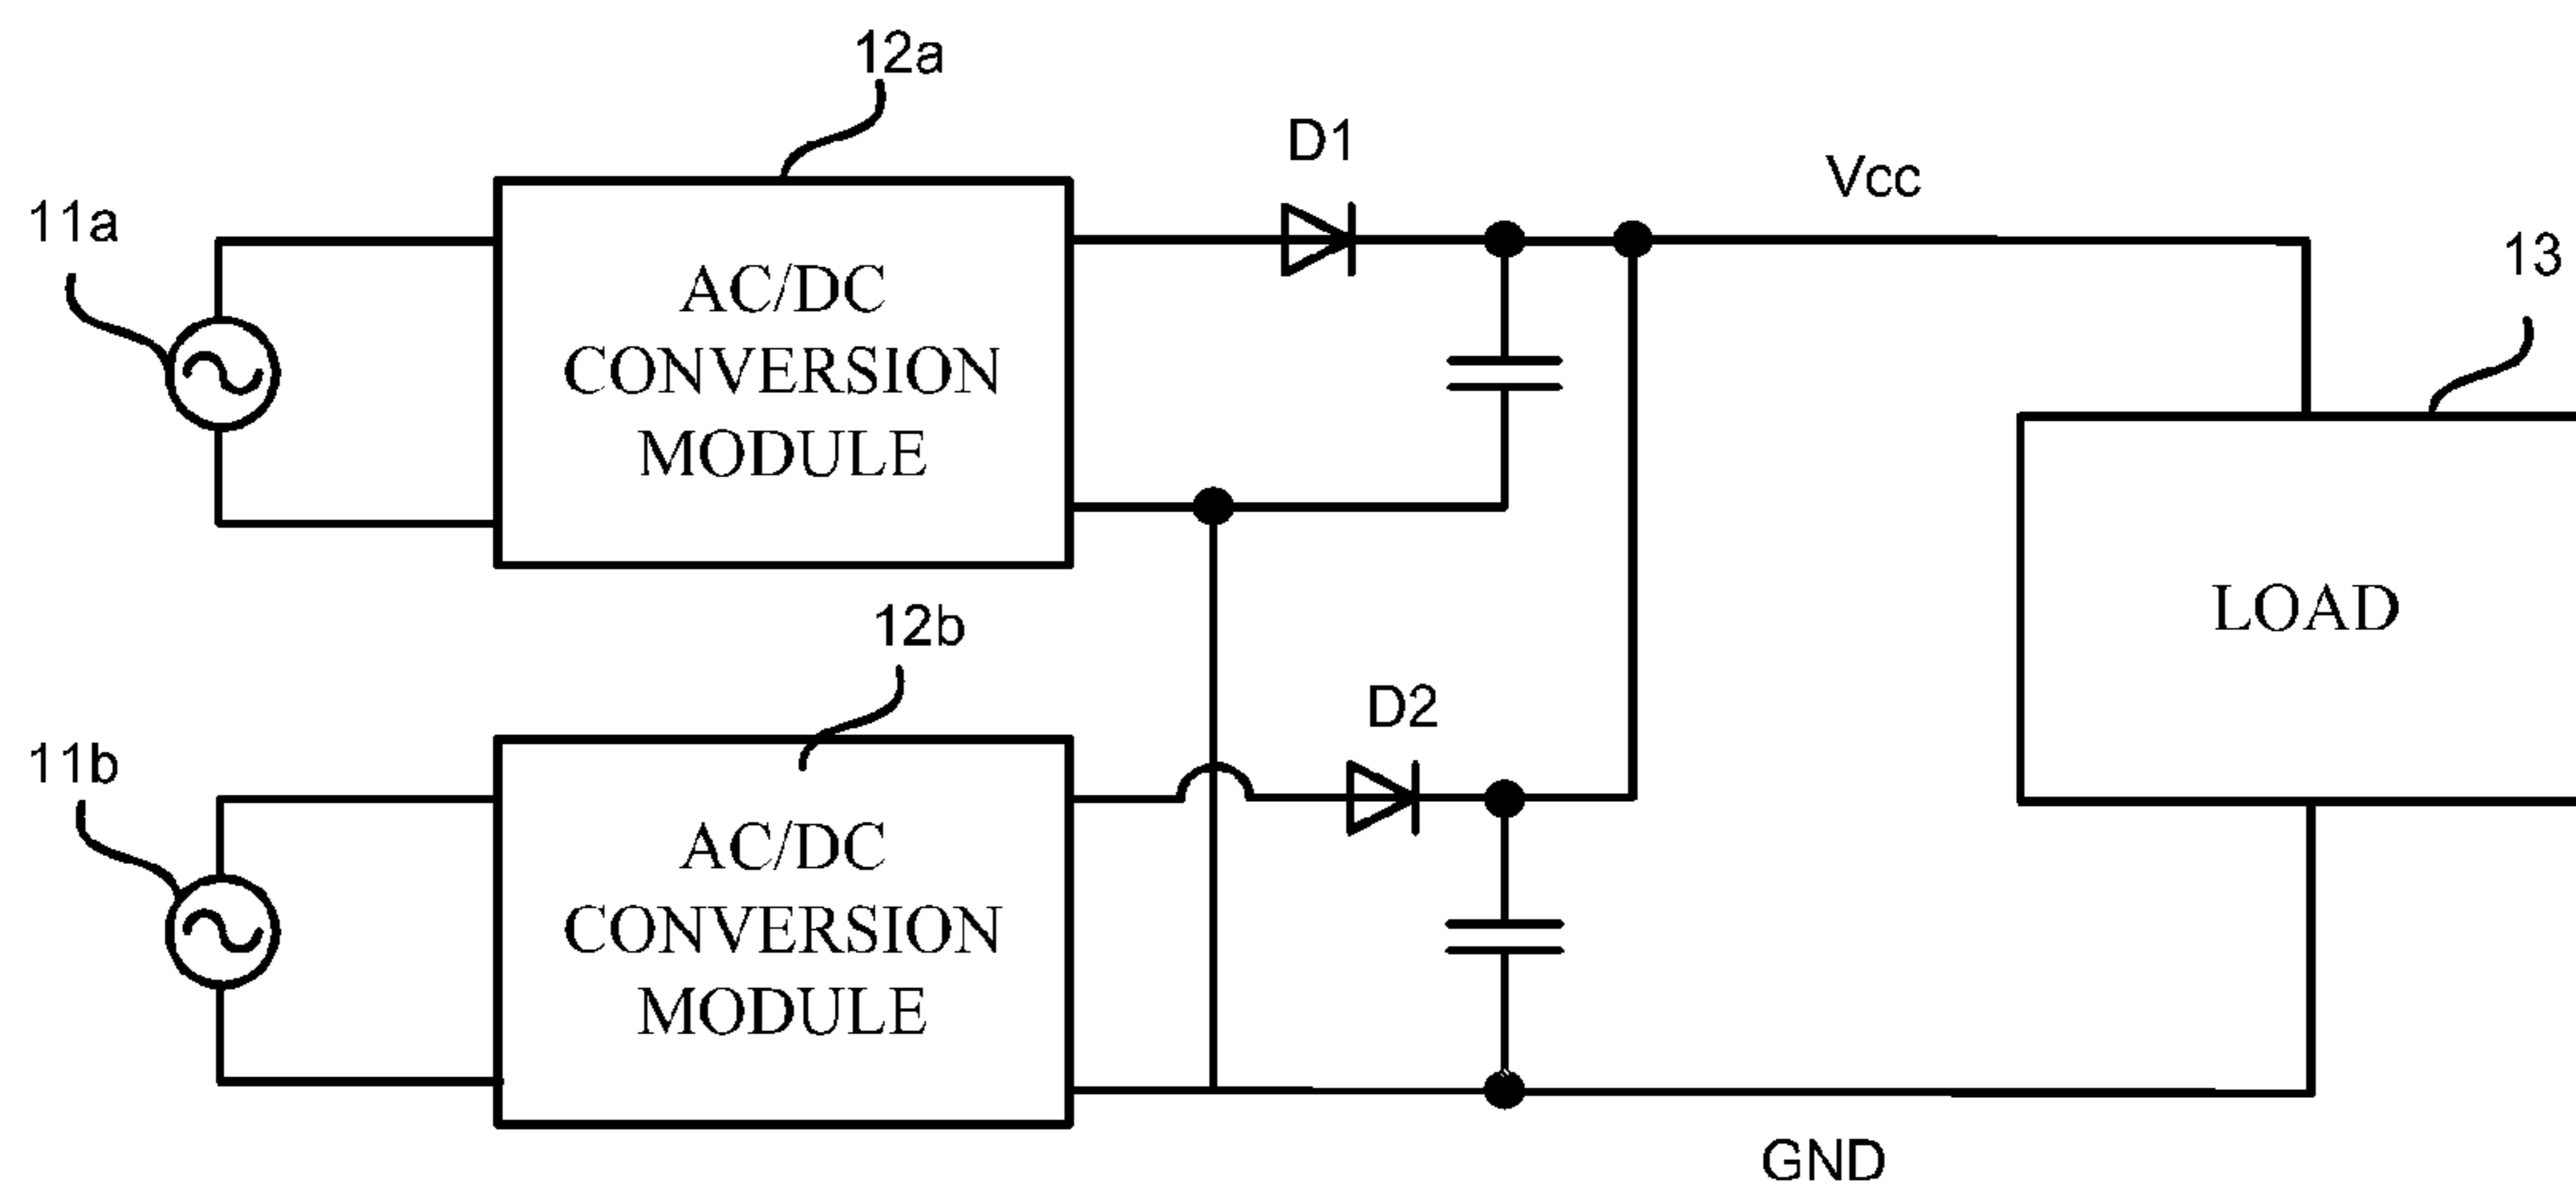 12a
D1
Vcc
11a
13
AC/DC
CONVERSION
MODULE
LOAD
12b
D2
11b
AC/DC
CONVERSION
MODULE
GND